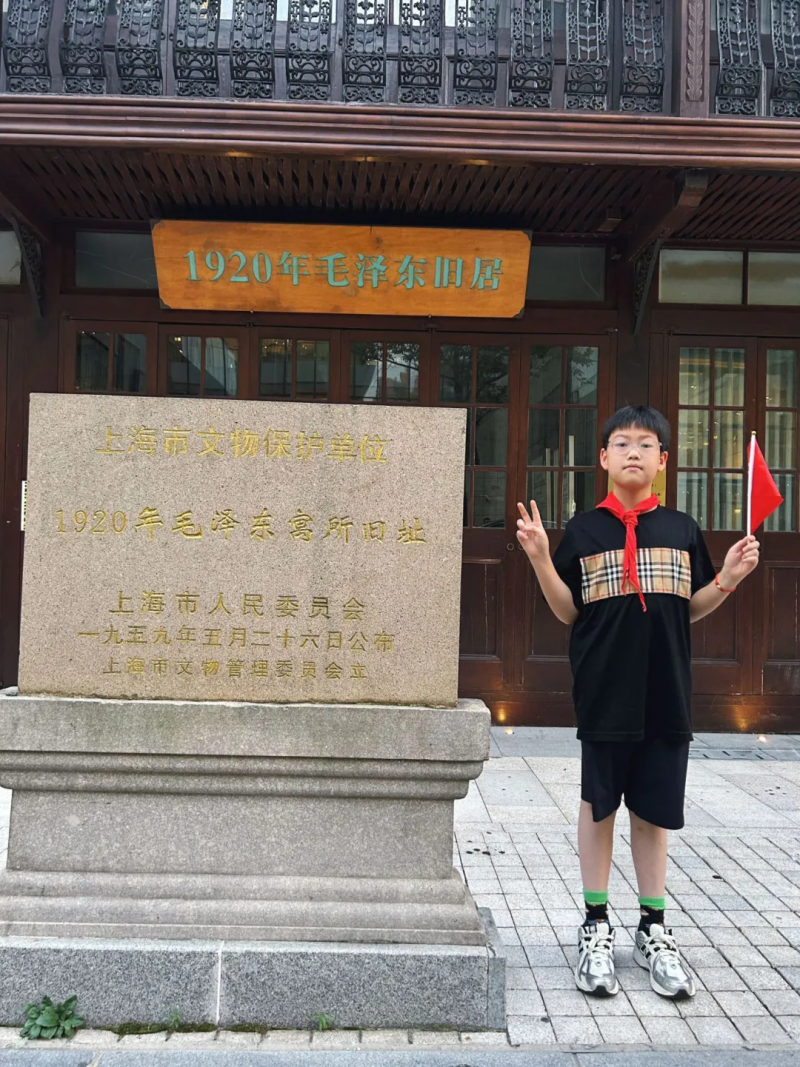 1920年毛泽东旧居
上海市文物保护单位
1920年毛泽东寓所旧址
上海市人民委员会
一九五九年五月二十六日公布
上海市文物管理委员会立